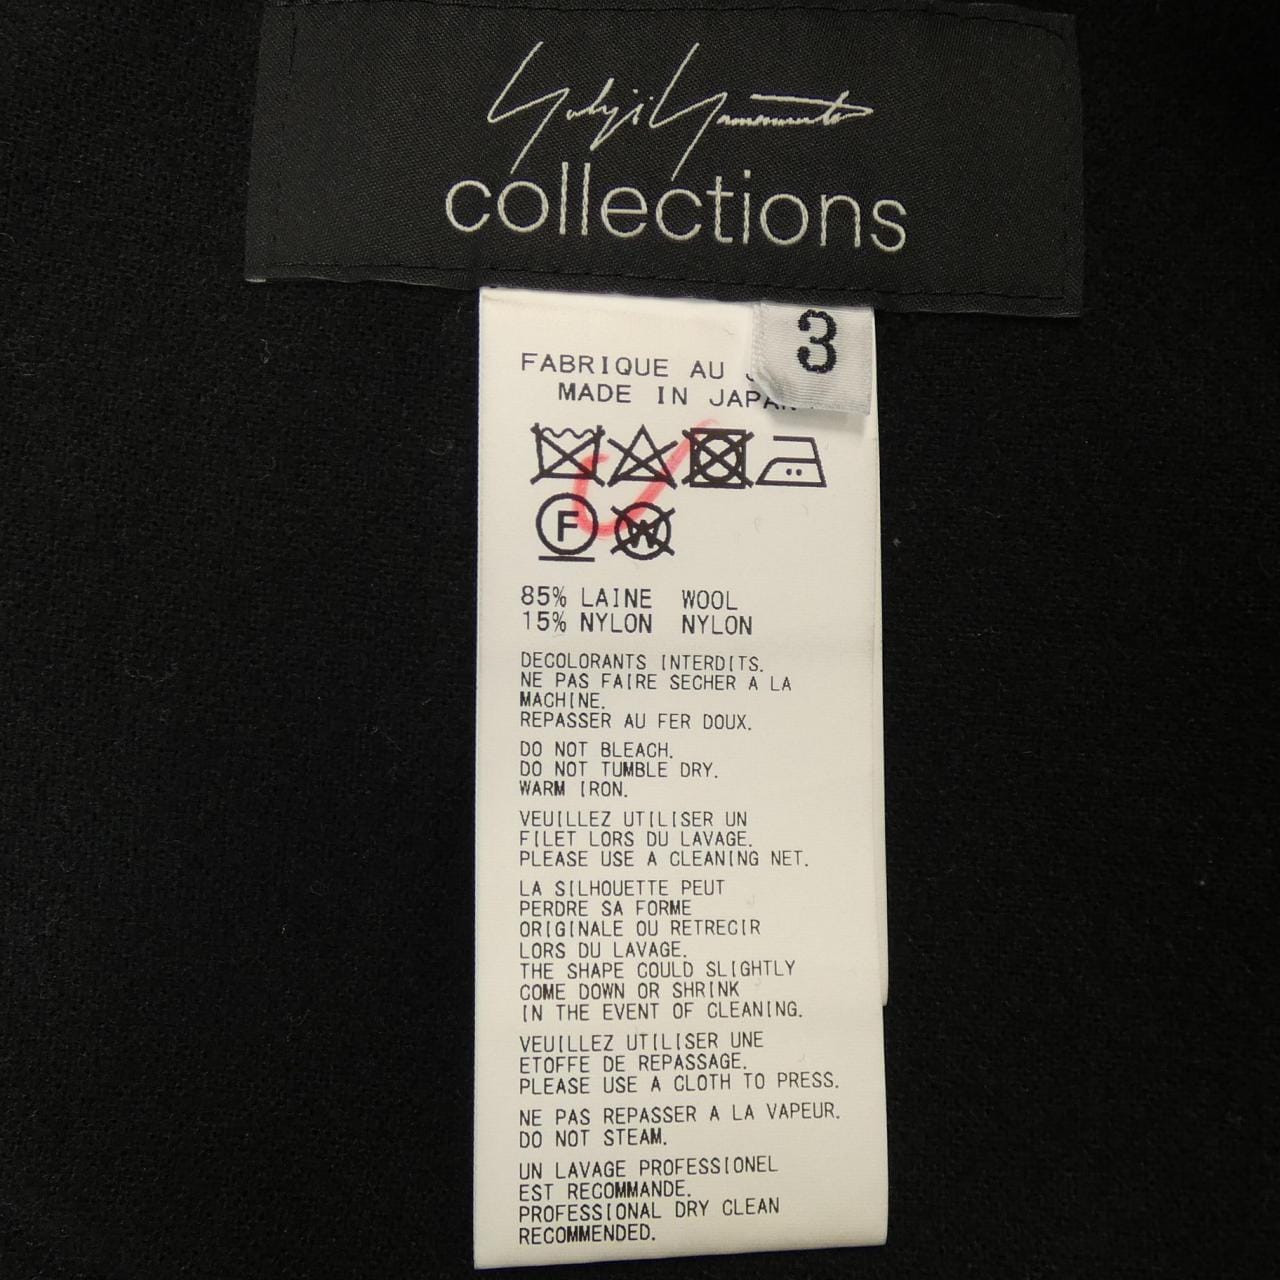 Yohji Yamamoto
collections
3
FABRIQUE AU
MADE IN JAPAN
F
W
85% LAINE WOOL
15% NYLON NYLON
DECOLORANTS INTERDITS.
NE PAS FAIRE SECHER A LA
MACHINE.
REPASSER AU FER DOUX.
DO NOT BLEACH.
DO NOT TUMBLE DRY.
WARM IRON.
VEUILLEZ UTILISER UN
FILET LORS DU LAVAGE.
PLEASE USE A CLEANING NET.
LA SILHOUETTE PEUT
PERDRE SA FORME
ORIGINALE OU RETRECIR
LORS DU LAVAGE.
THE SHAPE COULD SLIGHTLY
COME DOWN OR SHRINK
IN THE EVENT OF CLEANING.
VEUILLEZ UTILISER UNE
ETOFFE DE REPASSAGE.
PLEASE USE A CLOTH TO PRESS.
NE PAS REPASSER A LA VAPEUR.
DO NOT STEAM.
UN LAVAGE PROFESSIONEL
EST RECOMMANDE.
PROFESSIONAL DRY CLEAN
RECOMMENDED.